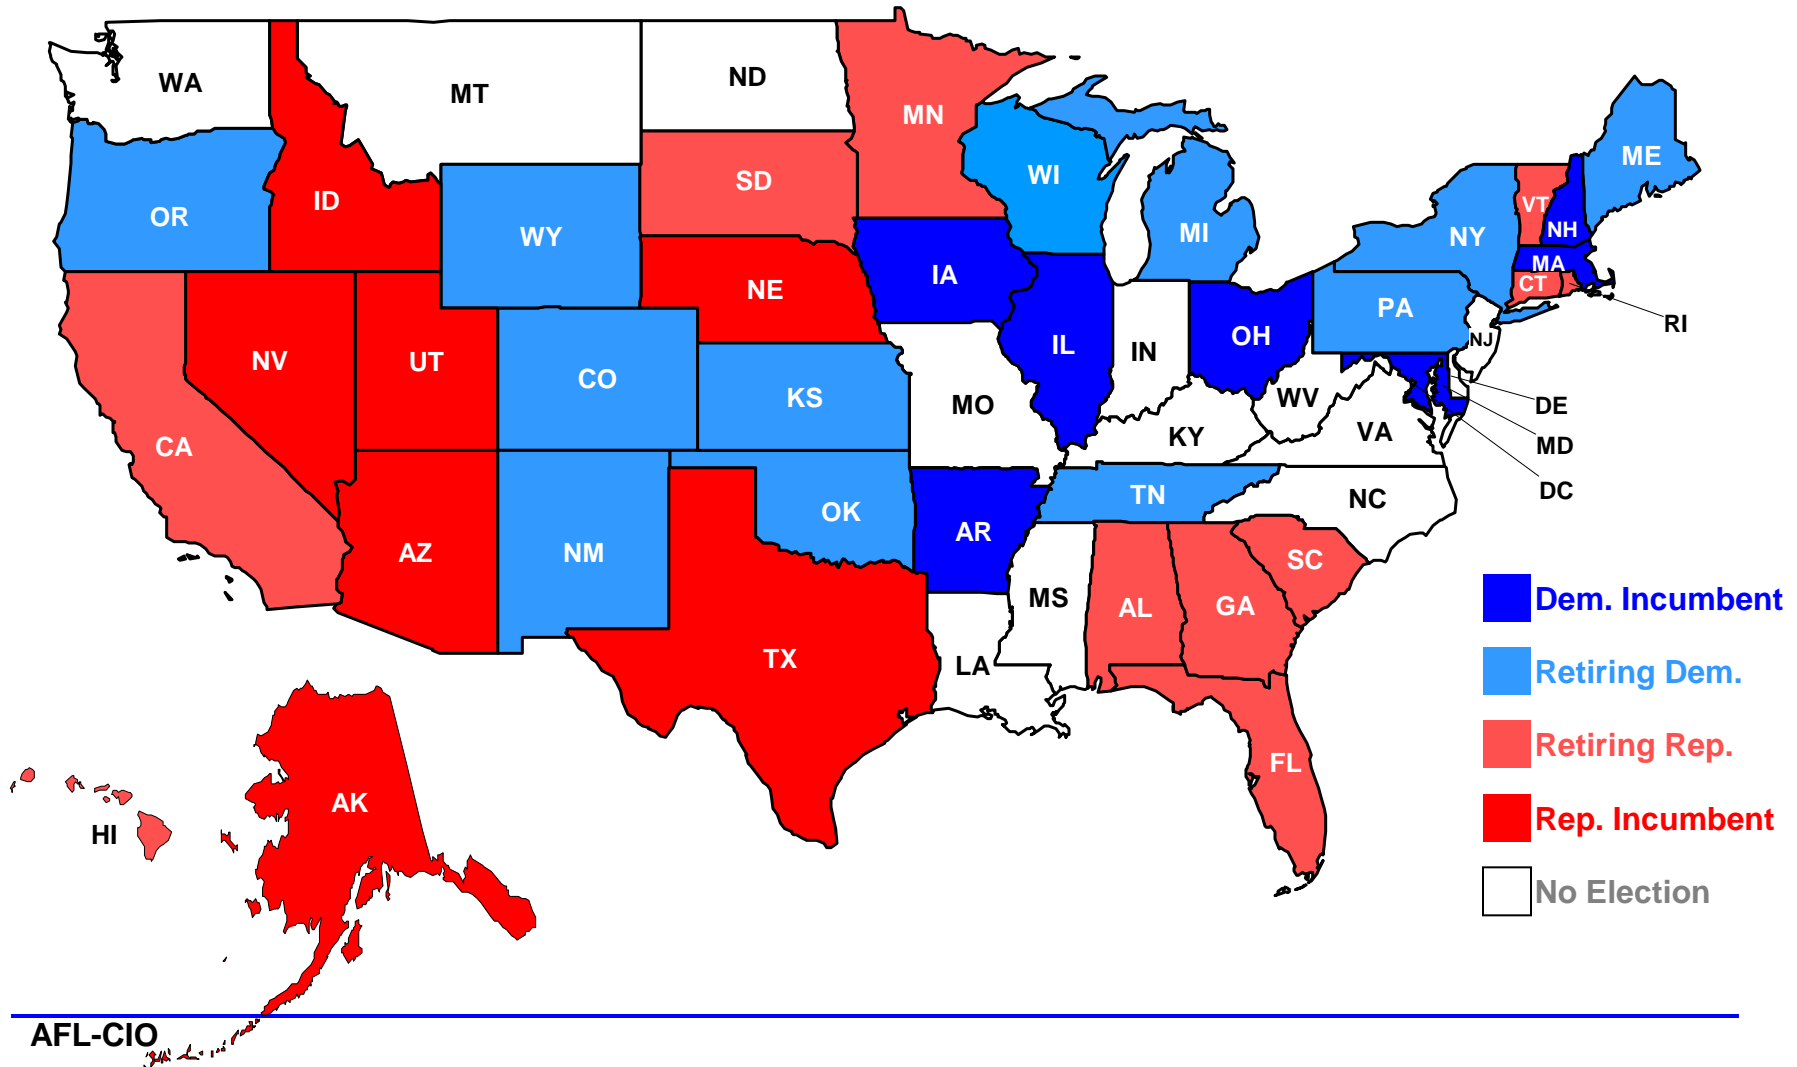 WA
MT
ND
MN
OR
ID
SD
WI
WY
MI
ME
VT
NH
NY
MA
CT
RI
IA
NE
PA
NJ
NV
UT
CO
KS
IL
IN
OH
CA
MO
WV
KY
VA
DE
MD
DC
AZ
NM
OK
AR
TN
NC
SC
MS
AL
GA
TX
LA
FL
AK
HI
Dem. Incumbent
Retiring Dem.
Retiring Rep.
Rep. Incumbent
No Election
AFL-CIO